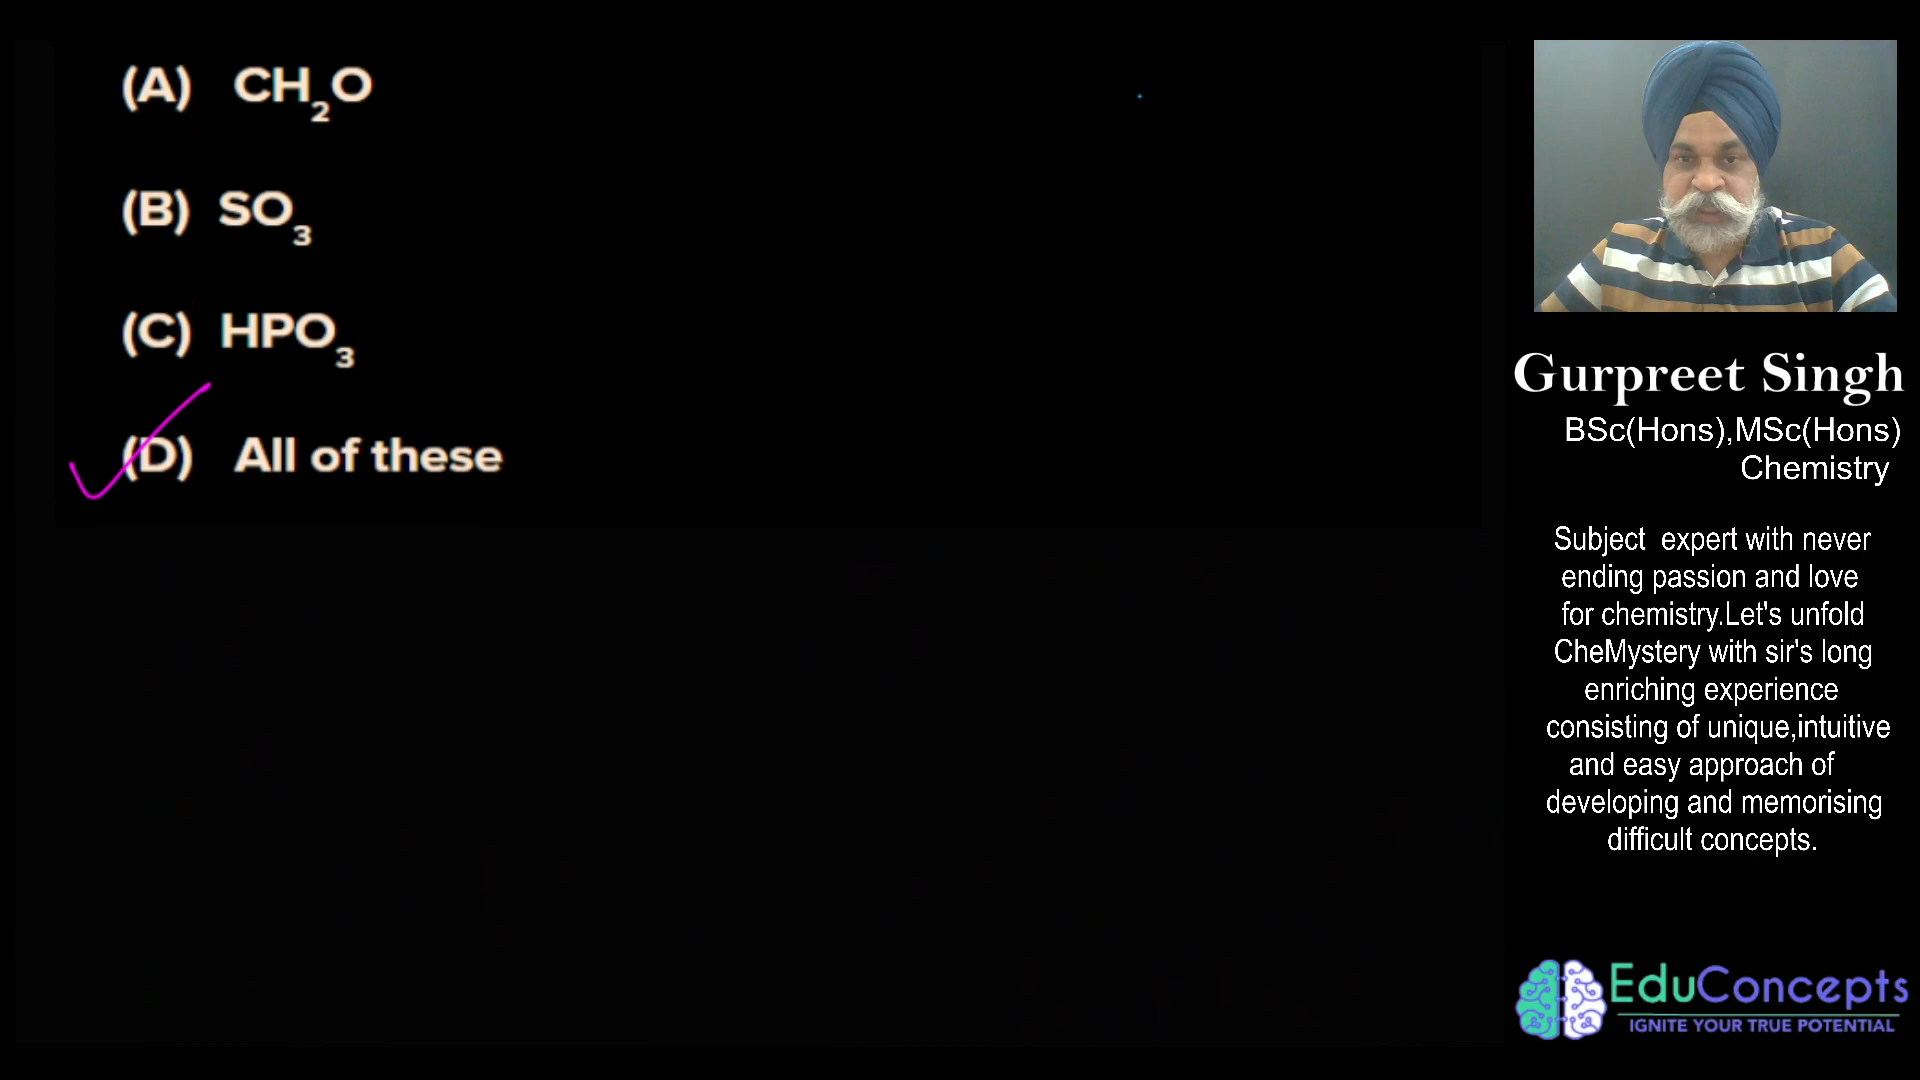 (A) CH₂O
(B) SO₃
(C) HPO₃
(D) All of these
Gurpreet Singh
BSc(Hons),MSc(Hons)
Chemistry
Subject expert with never
ending passion and love
for chemistry.Let's unfold
CheMystery with sir's long
enriching experience
consisting of unique,intuitive
and easy approach of
developing and memorising
difficult concepts.
EduConcepts
IGNITE YOUR TRUE POTENTIAL